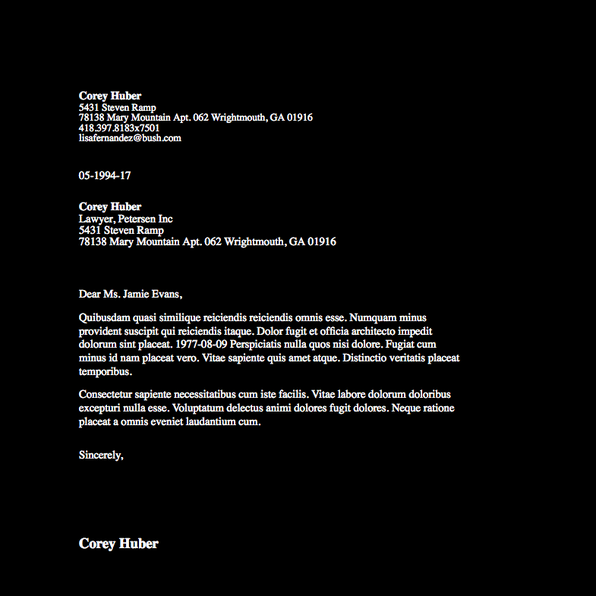 Corey Huber
5431 Steven Ramp
78138 Mary Mountain Apt. 062 Wrightmouth, GA 01916
418.397.8183x7501
lisafernandez@bush.com
05-1994-17
Corey Huber
Lawyer, Petersen Inc
5431 Steven Ramp
78138 Mary Mountain Apt. 062 Wrightmouth, GA 01916
Dear Ms. Jamie Evans,
Quibusdam quasi similique reiciendis reiciendis omnis esse. Numquam minus
provident suscipit qui reiciendis itaque. Dolor fugit et officia architecto impedit
dolorum sint placeat. 1977-08-09 Perspiciatis nulla quos nisi dolore. Fugiat cum
minus id nam placeat vero. Vitae sapiente quis amet atque. Distinctio veritatis placeat
temporibus.
Consectetur sapiente necessitatibus cum iste facilis. Vitae labore dolorum doloribus
excepturi nulla esse. Voluptatum delectus animi dolores fugit dolores. Neque ratione
placeat a omnis eveniet laudantium cum.
Sincerely,
Corey Huber